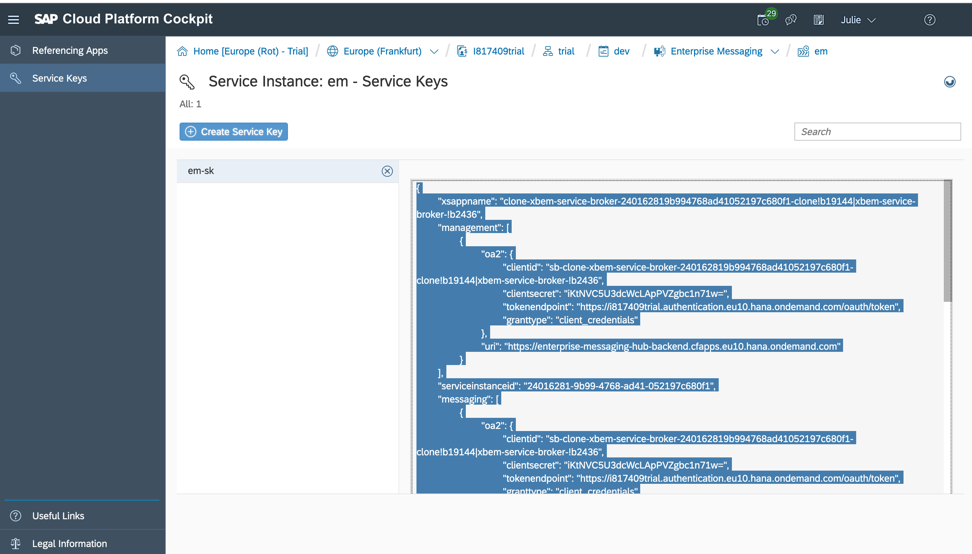 SAP Cloud Platform Cockpit
29
Julie
Referencing Apps
Service Keys
Home [Europe (Rot) - Trial] / Europe (Frankfurt) / I817409trial / trial / dev / Enterprise Messaging / em
Service Instance: em - Service Keys
All: 1
Create Service Key
Search
em-sk
{
"xsappname": "clone-xbem-service-broker-240162819b994768ad41052197c680f1-clone!b19144|xbem-service-
broker-!b2436",
"management": [
{
"oa2": {
"clientid": "sb-clone-xbem-service-broker-240162819b994768ad41052197c680f1-
clone!b19144|xbem-service-broker-!b2436",
"clientsecret": "iKtNVC5U3dcWcLApPVZgbc1n71w=",
"tokenendpoint": "https://i817409trial.authentication.eu10.hana.ondemand.com/oauth/token",
"granttype": "client_credentials"
},
"uri": "https://enterprise-messaging-hub-backend.cfapps.eu10.hana.ondemand.com"
}
],
"serviceinstanceid": "24016281-9b99-4768-ad41-052197c680f1",
"messaging": [
{
"oa2": {
"clientid": "sb-clone-xbem-service-broker-240162819b994768ad41052197c680f1-
clone!b19144|xbem-service-broker-!b2436",
"clientsecret": "iKtNVC5U3dcWcLApPVZgbc1n71w=",
"tokenendpoint": "https://i817409trial.authentication.eu10.hana.ondemand.com/oauth/token",
"granttype": "client_credentials"
Useful Links
Legal Information